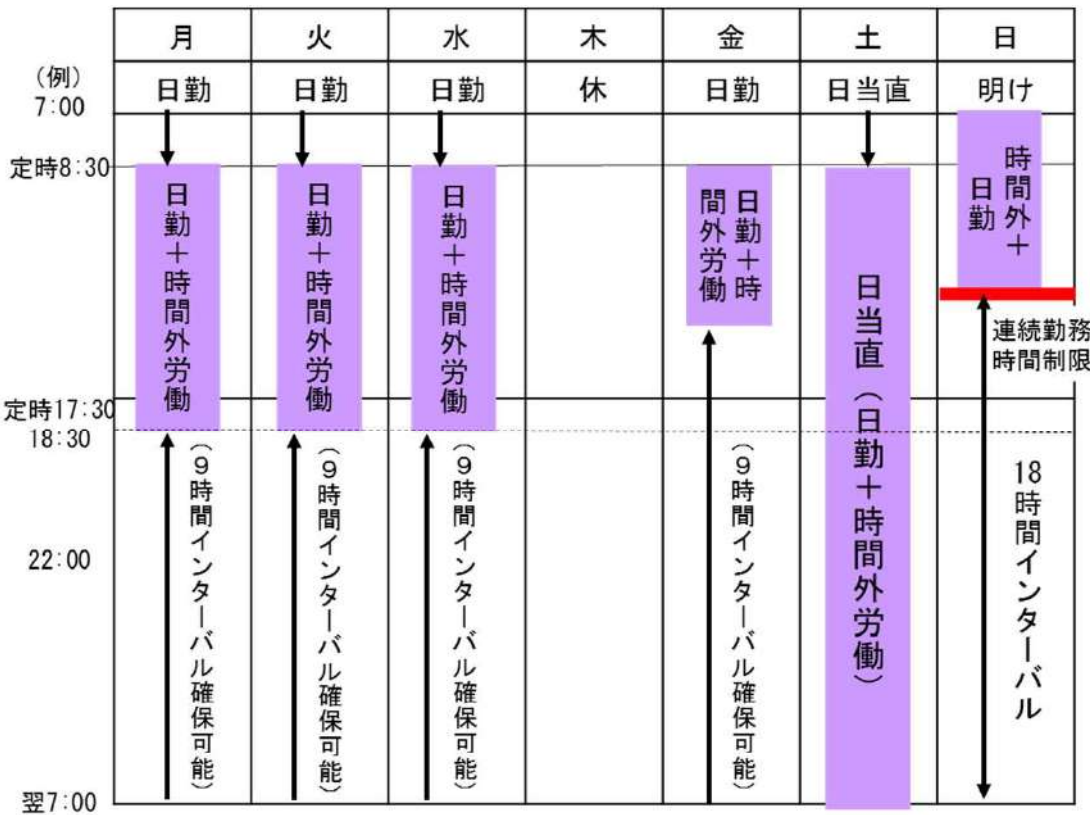 月 火 水 木 金 土 日
(例)
7:00
日勤 日勤 日勤 休 日勤 日当直 明け
定時8:30
定時17:30
18:30
22:00
翌7:00
日勤＋時間外労働
(9時間インターバル確保可能)
日勤＋時間外労働
(9時間インターバル確保可能)
日勤＋時間外労働
(9時間インターバル確保可能)
日勤＋時
間外労働
(9時間インターバル確保可能)
日当直(日勤＋時間外労働)
時間外＋
日勤
連続勤務
時間制限
18時間インターバル